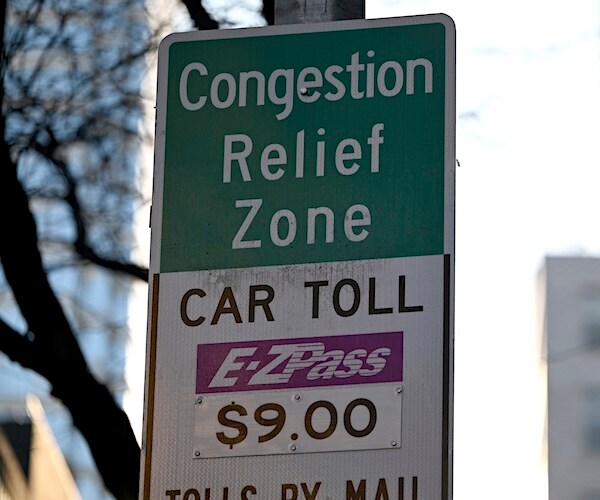 Congestion
Relief
Zone
CAR TOLL
E-ZPass
$9.00
TOLLS BY MAIL